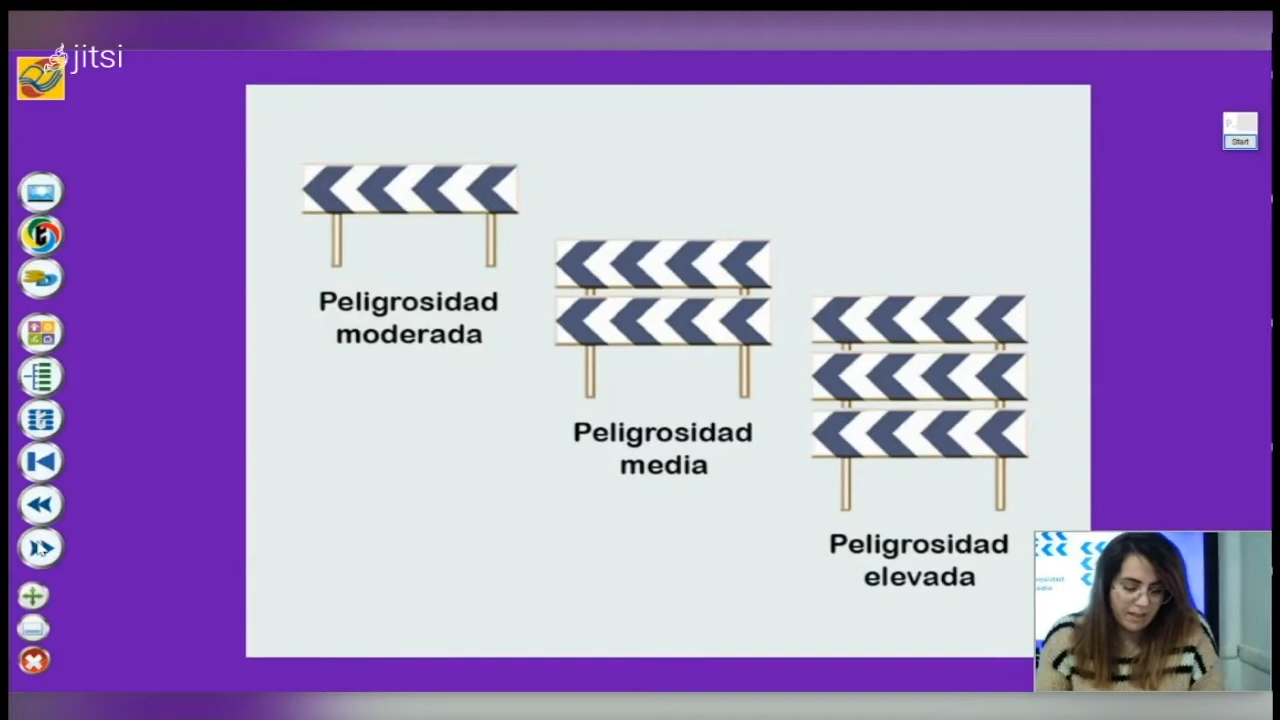 jitsi
Start
Peligrosidad
moderada
Peligrosidad
media
Peligrosidad
elevada